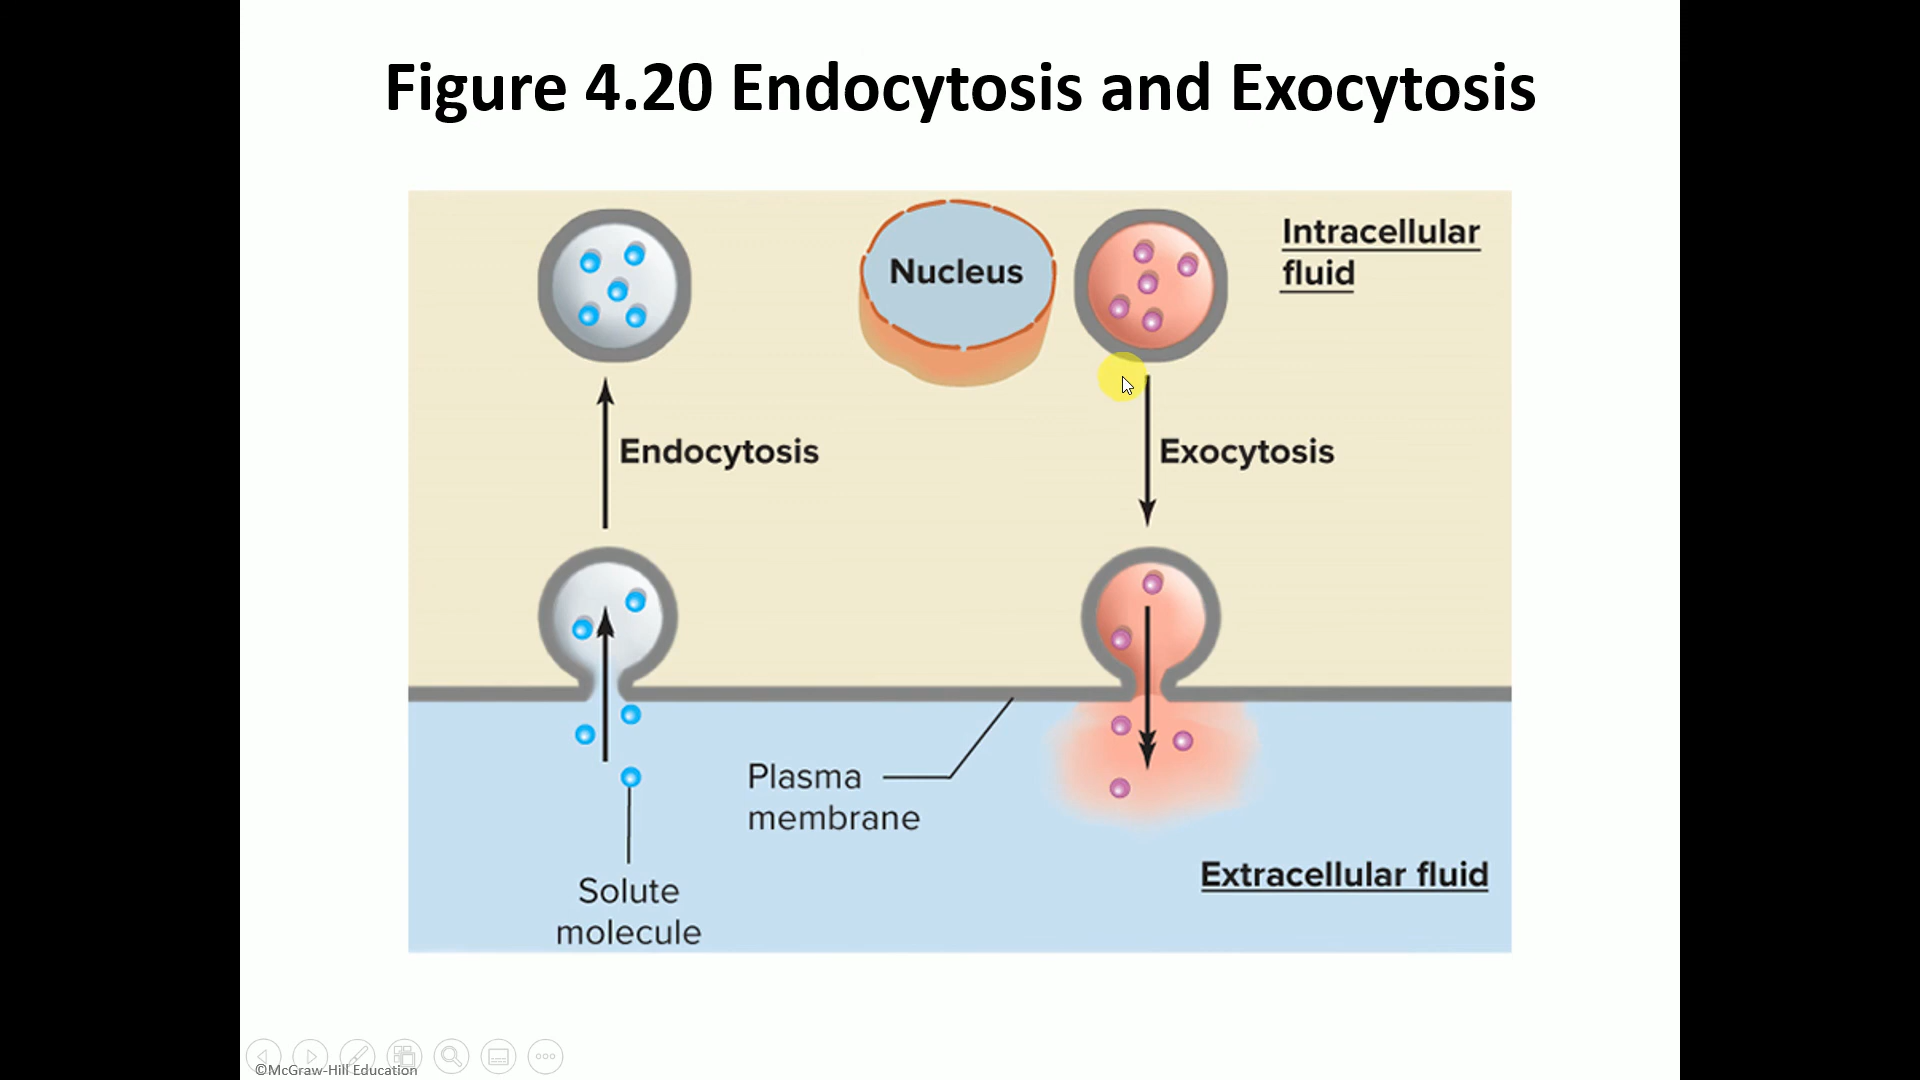 Figure 4.20 Endocytosis and Exocytosis
Nucleus
Intracellular
fluid
Endocytosis
Exocytosis
Plasma
membrane
Solute
molecule
Extracellular fluid
©McGraw-Hill Education